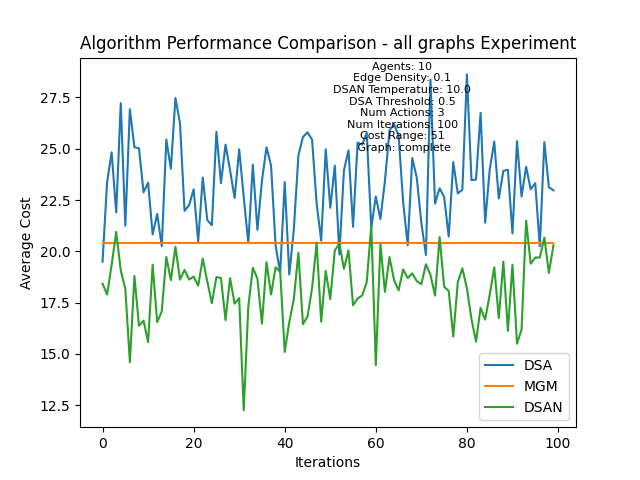 Algorithm Performance Comparison - all graphs Experiment
Agents: 10
Edge Density: 0.1
DSAN Temperature: 10.0
DSA Threshold: 0.5
Num Actions: 3
Num Iterations: 100
Cost Range: 51
Graph: complete
27.5
25.0
22.5
20.0
17.5
15.0
12.5
Average Cost
0
20
40
60
80
100
Iterations
DSA
MGM
DSAN